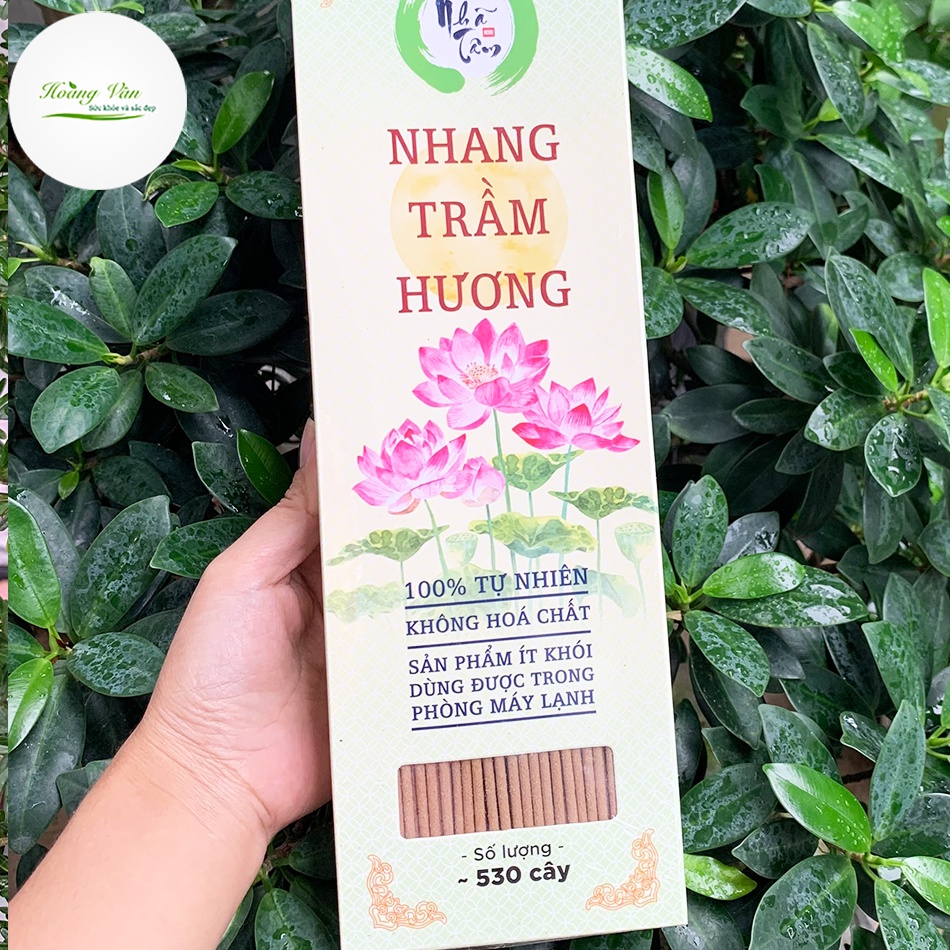 Hoàng Vân
Sức khỏe và sắc đẹp
Nhã
Tâm
NHANG
TRẦM
HƯƠNG
100% TỰ NHIÊN
KHÔNG HOÁ CHẤT
SẢN PHẨM ÍT KHÓI
DÙNG ĐƯỢC TRONG
PHÒNG MÁY LẠNH
- Số lượng -
~ 530 cây